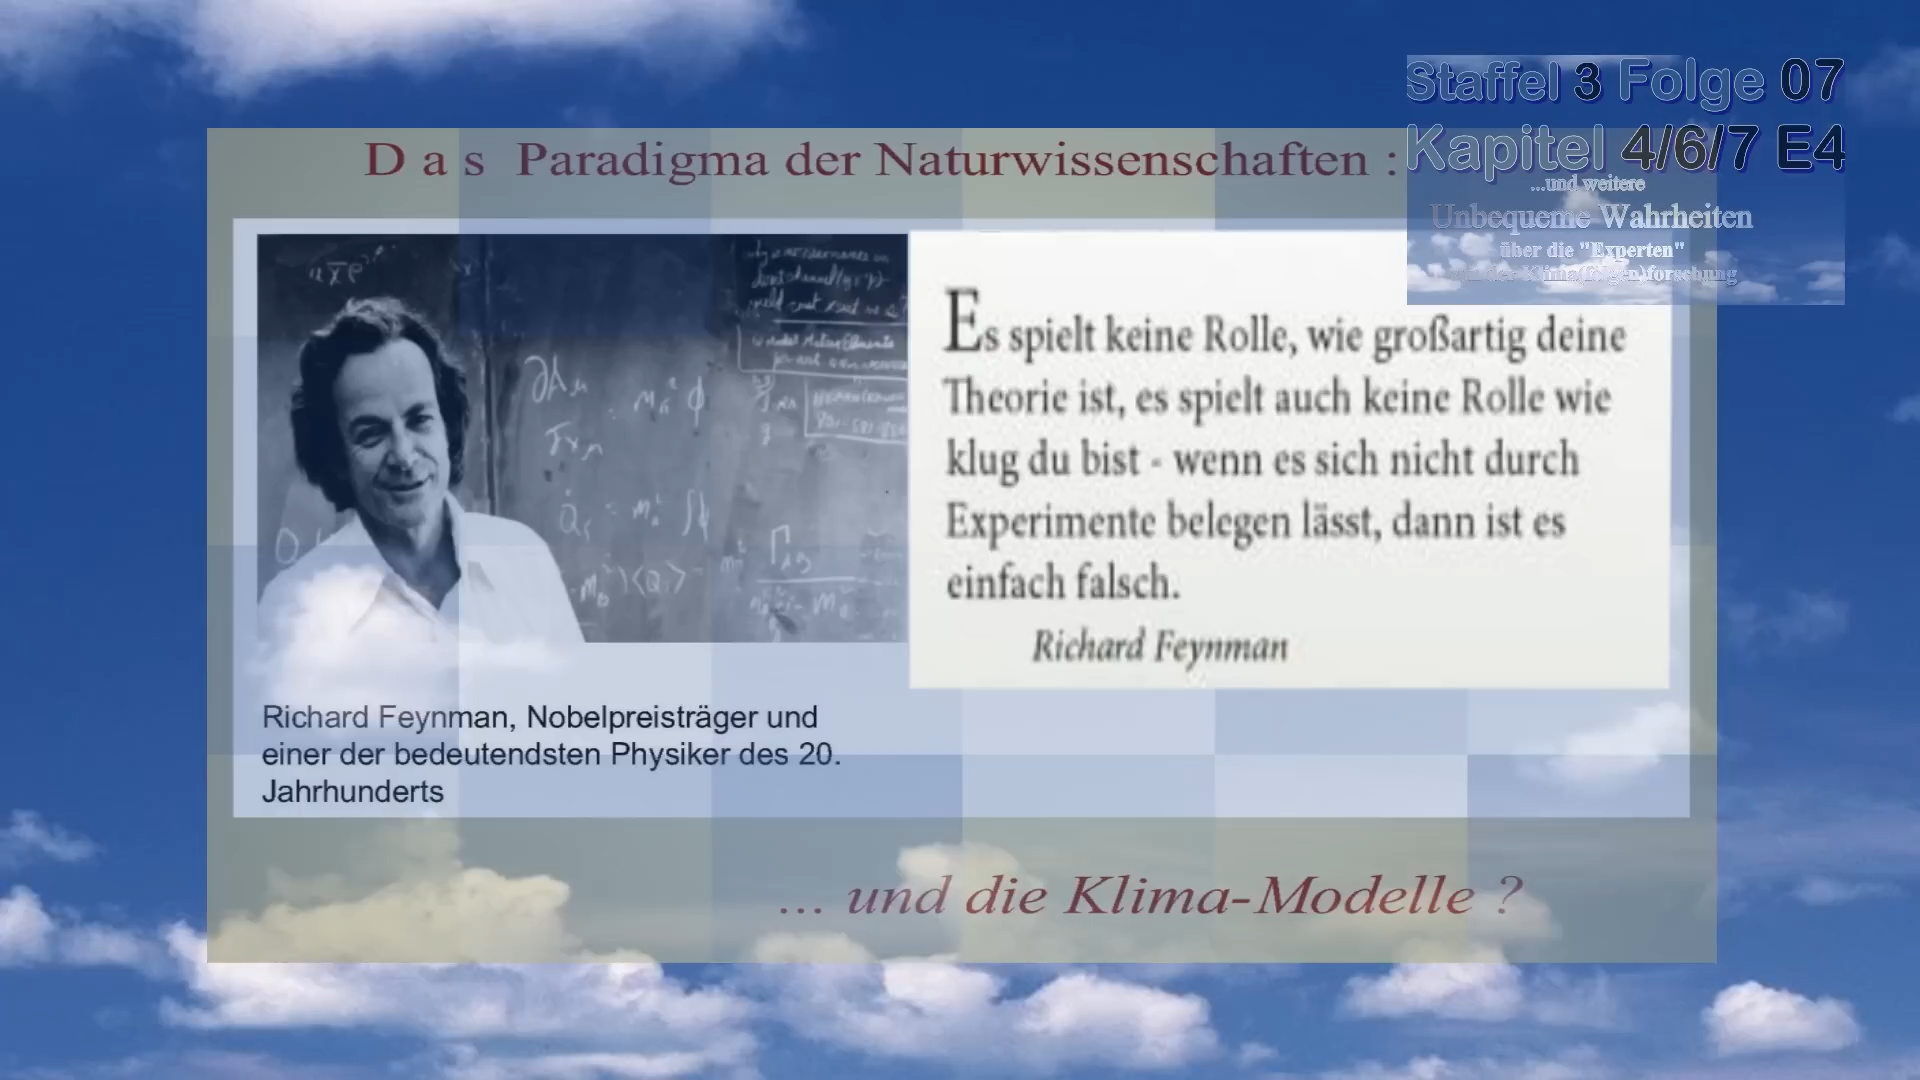 Staffel 3 Folge 07
Kapitel 4/6/7 E4
...und weitere
Unbequeme Wahrheiten
über die "Experten"
Klima(folgen)forschung
D a s Paradigma der Naturwissenschaften :
Es spielt keine Rolle, wie großartig deine
Theorie ist, es spielt auch keine Rolle wie
klug du bist - wenn es sich nicht durch
Experimente belegen lässt, dann ist es
einfach falsch.
Richard Feynman
Richard Feynman, Nobelpreisträger und
einer der bedeutendsten Physiker des 20.
Jahrhunderts
... und die Klima-Modelle ?